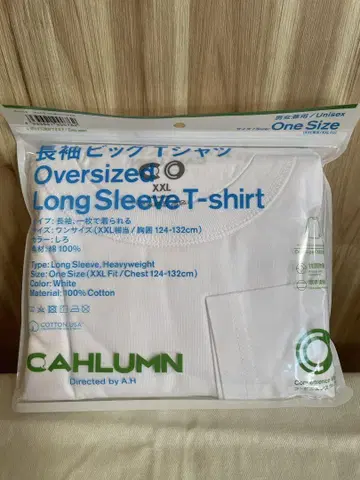 男女兼用/Unisex
One Size
長袖ビッグTシャツ
Oversized
Long Sleeve T-shirt
XXL
タイプ: 長袖、一枚で着られる
サイズ: ワンサイズ(XXL相当/胸囲 124-132cm)
カラー: しろ
素材: 綿 100%
Type: Long Sleeve, Heavyweight
Size: One Size (XXL Fit / Chest 124-132cm)
Color: White
Material: 100% Cotton
COTTON USA
CAHLUMN
Directed by A.H